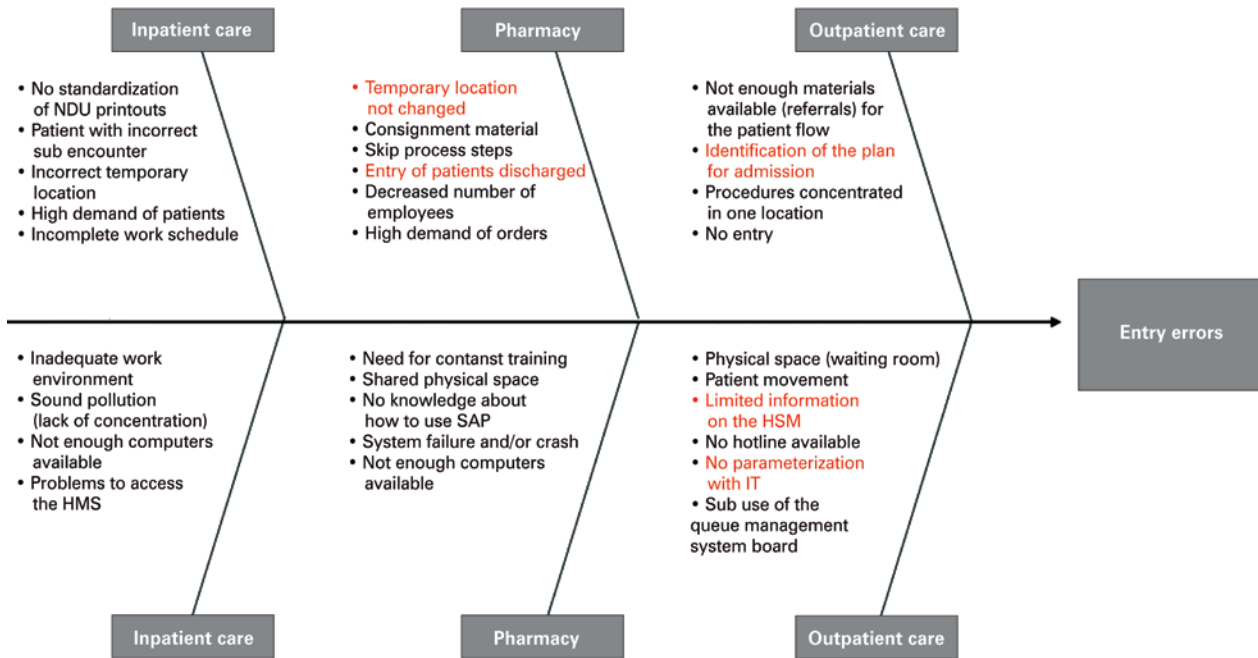 Inpatient care
• No standardization
of NDU printouts
• Patient with incorrect
sub encounter
• Incorrect temporary
location
• High demand of patients
• Incomplete work schedule
Pharmacy
• Temporary location
not changed
• Consignment material
• Skip process steps
• Entry of patients discharged
• Decreased number of
employees
• High demand of orders
Outpatient care
• Not enough materials
available (referrals) for
the patient flow
• Identification of the plan
for admission
• Procedures concentrated
in one location
• No entry
Entry errors
• Inadequate work
environment
• Sound pollution
(lack of concentration)
• Not enough computers
available
• Problems to access
the HMS
Inpatient care
• Need for contanst training
• Shared physical space
• No knowledge about
how to use SAP
• System failure and/or crash
• Not enough computers
available
Pharmacy
• Physical space (waiting room)
• Patient movement
• Limited information
on the HSM
• No hotline available
• No parameterization
with IT
• Sub use of the
queue management
system board
Outpatient care